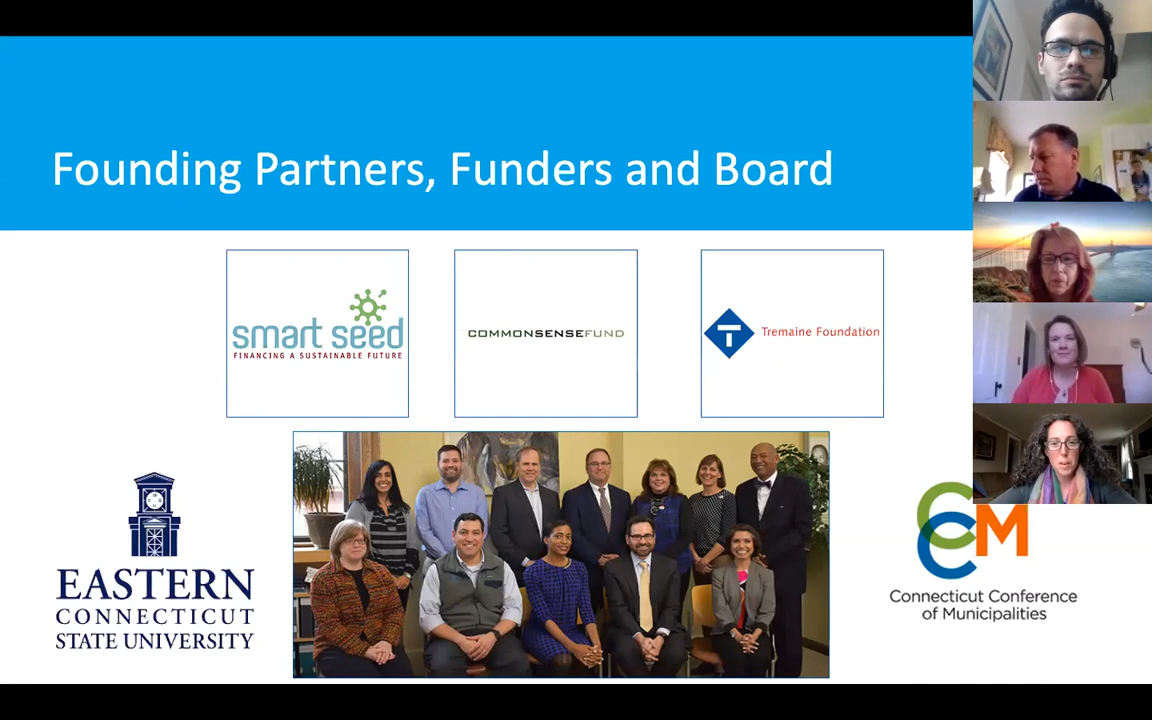 Founding Partners, Funders and Board
smart seed
FINANCING A SUSTAINABLE FUTURE
COMMONSENSEFUND
T
Tremaine Foundation
EASTERN
CONNECTICUT
STATE UNIVERSITY
CCM
Connecticut Conference
of Municipalities